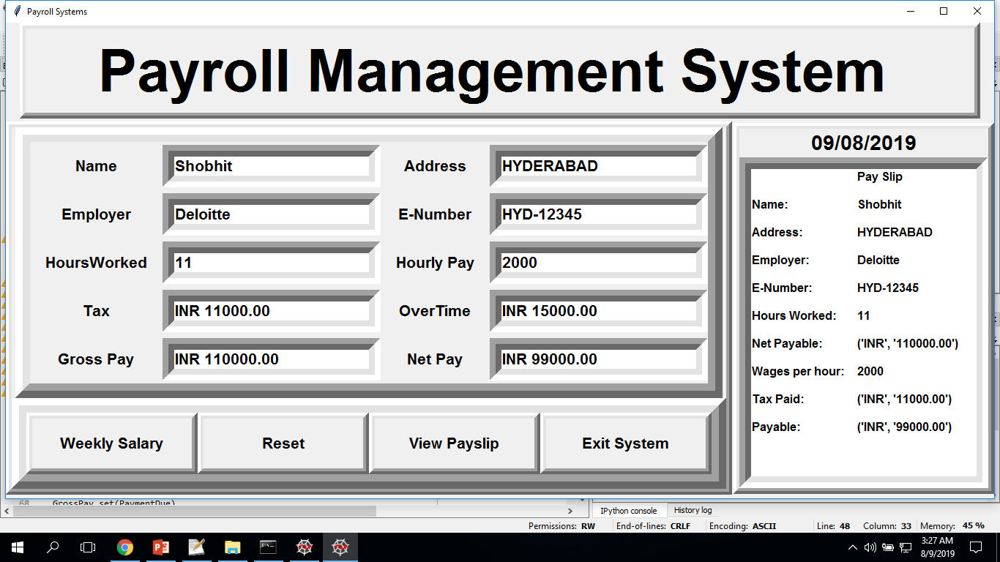 Payroll Systems
Payroll Management System
Name Shobhit Address HYDERABAD
Employer Deloitte E-Number HYD-12345
HoursWorked 11 Hourly Pay 2000
Tax INR 11000.00 OverTime INR 15000.00
Gross Pay INR 110000.00 Net Pay INR 99000.00
Weekly Salary Reset View Payslip Exit System
09/08/2019
Pay Slip
Name: Shobhit
Address: HYDERABAD
Employer: Deloitte
E-Number: HYD-12345
Hours Worked: 11
Net Payable: ('INR', '110000.00')
Wages per hour: 2000
Tax Paid: ('INR', '11000.00')
Payable: ('INR', '99000.00')
68 GrossPay.set(PaymentDue)
IPython console History log
Permissions: RW End-of-lines: CRLF Encoding: ASCII Line: 48 Column: 33 Memory: 45 %
3:27 AM
8/9/2019